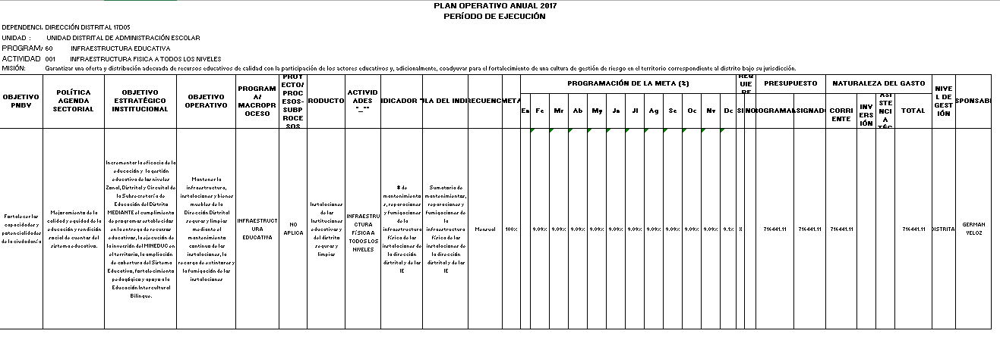 PLAN OPERATIVO ANUAL 2017
PERÍODO DE EJECUCIÓN
DEPENDENCI. DIRECCIÓN DISTRITAL 17D05
UNIDAD : UNIDAD DISTRITAL DE ADMINISTRACIÓN ESCOLAR
PROGRAM 60 INFRAESTRUCTURA EDUCATIVA
ACTIVIDAD 001 INFRAESTRUCTURA FISICA A TODOS LOS NIVELES
MISIÓN: Garantizar una oferta y distribución adecuada de recursos educativos de calidad con la participación de los actores educativos y, adicionalmente, coadyuvar para el fortalecimiento de una cultura de gestión de riesgo en el territorio correspondiente al distrito bajo su jurisdicción.
OBJETIVO
PNBV
POLÍTICA
AGENDA
SECTORIAL
OBJETIVO
ESTRATÉGICO
INSTITUCIONAL
OBJETIVO
OPERATIVO
PROGRAM
A/
MACROPR
OCESO
PROY
ECTO/
PROC
ESOS-
SUBP
ROCE
SOS
RODUCTO
ACTIVID
ADES
"_""
DICADOR
LA DEL INDI
RECUENC
META
PROGRAMACIÓN DE LA META (%)
En Fe Mr Ab My Jn Jl Ag Se Oc Nv Dc
REQ
UIE
RE
SI NO
PRESUPUESTO
ROGRAMA SIGNAD
NATURALEZA DEL GASTO
CORRI
ENTE
INV
ERS
IÓN
ASI
STE
NCI
A
TÉC
TOTAL
NIVE
L DE
GEST
IÓN
SPONSAB
Fortalecer las
capacidades y
potencialidades
de la ciudadanía
Mejoramiento de la
calidad y equidad de la
educación y rendición
social de cuentas del
sistema educativo.
Incrementar la eficacia de la
educación y la gestión
educativa de los niveles
Zonal, Distrital y Circuital de
la Subsecretaría de
Educación del Distrito
MEDIANTE el cumplimiento
de programas establecidos
en la entrega de recursos
educativos, la ejecución de
la inversión del MINEDUC en
el territorio, la ampliación
de cobertura del Sistema
Educativo, fortalecimiento
pedagógico y apoyo a la
Educación Intercultural
Bilingue.
Mantener la
infraestructura,
instalaciones y bienes
muebles de la
Dirección Distrital
seguras y limpias
mediante el
mantenimiento
continuo de las
instalaciones, la
recarga de extintores y
la fumigación de las
instalaciones
INFRAESTRUCT
URA
EDUCATIVA
NO
APLICA
Instalaciones
de las
Instituciones
educativas y
del distrito
seguras y
limpias
INFRAESTRU
CTURA
FÍSICA A
TODOS LOS
NIVELES
# de
mantenimiento
s, reparaciones
y fumigaciones
de la
infraestructura
física de las
instalaciones de
la dirección
distrital y de las
IE
Sumatoria de
mantenimientos,
reparaciones y
fumigaciones de
la
infraestructura
física de las
instalaciones de
la dirección
distrital y de las
IE
Mensual
100%
9.09% 9.09% 9.09% 9.09% 9.09% 9.09% 9.09% 9.09% 9.09% 9.09% 9.1%
X
716441.11 716441.11 716441.11 716441.11
DISTRITA
GERMAN
VELOZ